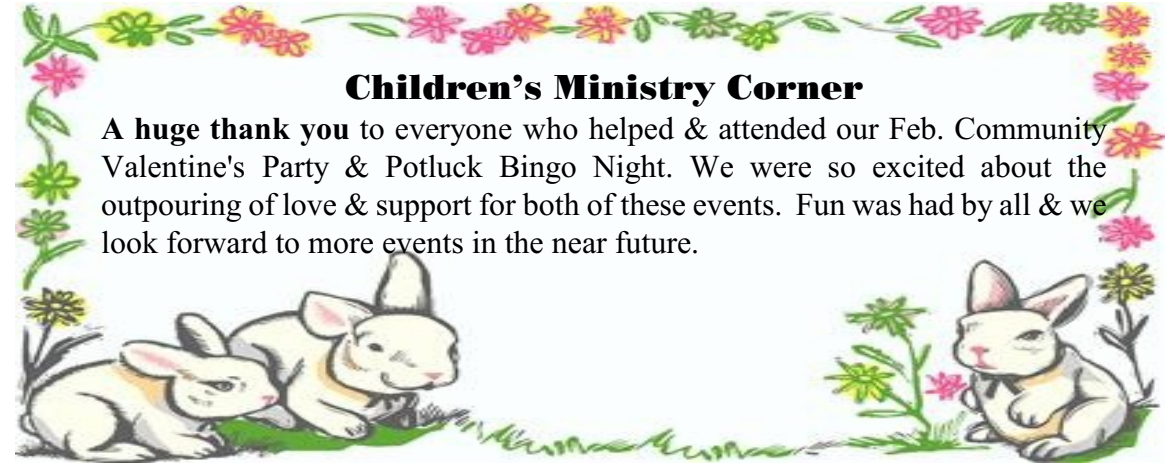 Children’s Ministry Corner
A huge thank you to everyone who helped & attended our Feb. Community
Valentine's Party & Potluck Bingo Night. We were so excited about the
outpouring of love & support for both of these events. Fun was had by all & we
look forward to more events in the near future.